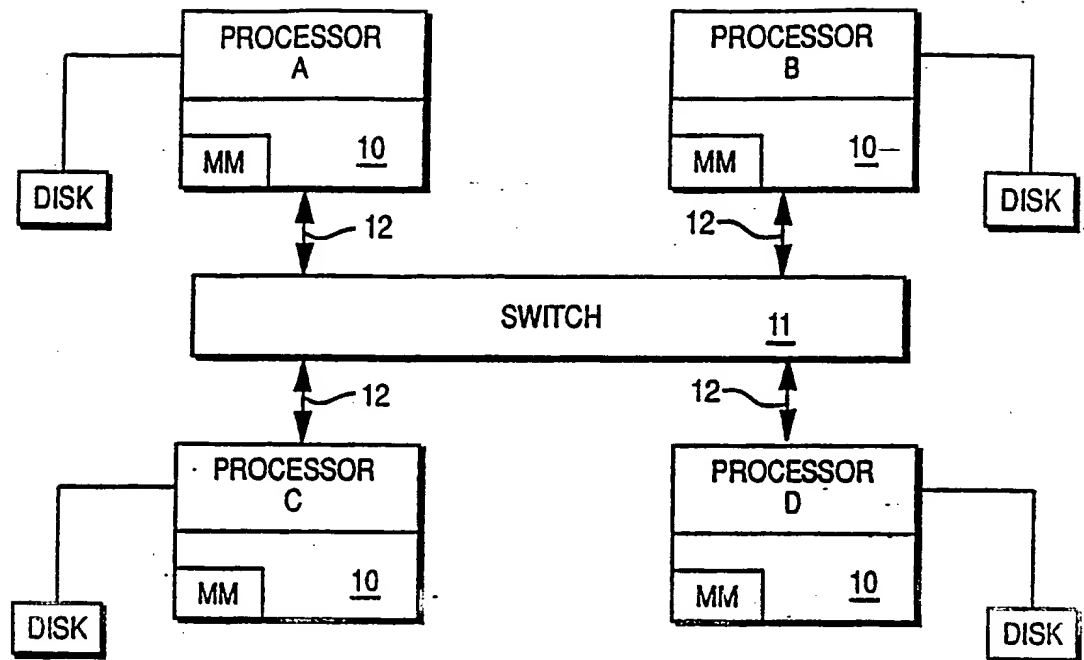 PROCESSOR
A
MM
10
DISK
PROCESSOR
B
MM
10
DISK
12
12
SWITCH
11
12
12
PROCESSOR
C
MM
10
DISK
PROCESSOR
D
MM
10
DISK